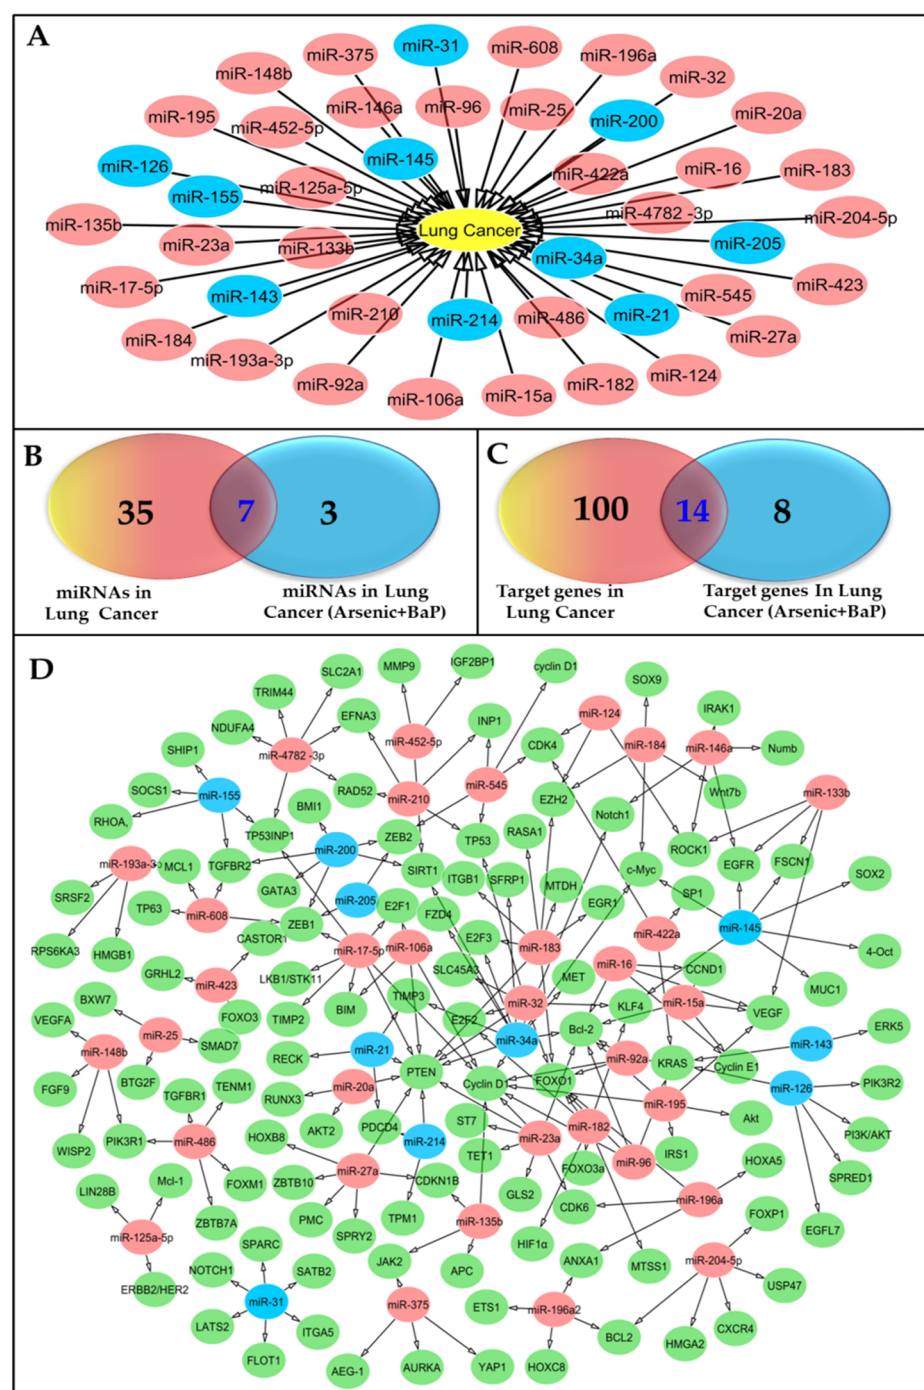 A
miR-31
miR-608
miR-375
miR-196a
miR-148b
miR-32
miR-146a
miR-96
miR-25
miR-195
miR-452-5p
miR-200
miR-20a
miR-145
miR-126
miR-422a
miR-16
miR-183
miR-155
miR-125a-5p
miR-4782 -3p
miR-204-5p
miR-135b
Lung Cancer
miR-23a
miR-133b
miR-205
miR-34a
miR-17-5p
miR-143
miR-423
miR-545
miR-210
miR-214
miR-486
miR-21
miR-184
miR-27a
miR-193a-3p
miR-92a
miR-106a
miR-15a
miR-182
miR-124
B
35
7
3
miRNAs in
Lung Cancer
miRNAs in Lung
Cancer (Arsenic+BaP)
C
100
14
8
Target genes in
Lung Cancer
Target genes In Lung
Cancer (Arsenic+BaP)
D
MMP9
IGF2BP1
cyclin D1
SLC2A1
TRIM44
SOX9
IRAK1
NDUFA4
EFNA3
INP1
miR-124
miR-452-5p
CDK4
miR-184
miR-146a
Numb
SHIP1
miR-4782 -3p
SOCS1
miR-155
RAD52
miR-210
miR-545
EZH2
Wnt7b
miR-133b
BMI1
Notch1
RHOA,
TP53INP1
ZEB2
TP53
RASA1
ROCK1
miR-200
miR-193a-3
MCL1
TGFBR2
SIRT1
ITGB1
SFRP1
MTDH
c-Myc
EGFR
FSCN1
SOX2
GATA3
SRSF2
TP63
miR-608
ZEB1
miR-205
E2F1
FZD4
EGR1
SP1
miR-145
RPS6KA3
HMGB1
CASTOR1
miR-17-5p
miR-106a
E2F3
miR-183
miR-422a
4-Oct
GRHL2
miR-423
LKB1/STK11
SLC45A3
MET
miR-16
CCND1
MUC1
BXW7
FOXO3
TIMP2
BIM
TIMP3
miR-32
KLF4
miR-15a
VEGF
VEGFA
miR-25
SMAD7
E2F2
Bcl-2
ERK5
miR-148b
RECK
miR-21
miR-34a
miR-143
miR-92a
KRAS
Cyclin E1
FGF9
BTG2F
TENM1
RUNX3
miR-20a
PTEN
Cyclin D1
FOXO1
miR-126
PIK3R2
TGFBR1
miR-195
Akt
WISP2
PIK3R1
miR-486
HOXB8
AKT2
PDCD4
miR-214
ST7
miR-23a
miR-182
PI3K/AKT
TET1
IRS1
LIN28B
Mcl-1
FOXM1
ZBTB10
miR-27a
CDKN1B
FOXO3a
miR-96
HOXA5
SPRED1
GLS2
miR-125a-5p
ZBTB7A
PMC
SPRY2
TPM1
miR-135b
CDK6
miR-196a
FOXP1
EGFL7
SPARC
HIF1α
NOTCH1
SATB2
JAK2
APC
ANXA1
MTSS1
miR-204-5p
ERBB2/HER2
miR-31
USP47
LATS2
ITGA5
miR-375
ETS1
miR-196a2
FLOT1
BCL2
HMGA2
CXCR4
AEG-1
AURKA
YAP1
HOXC8